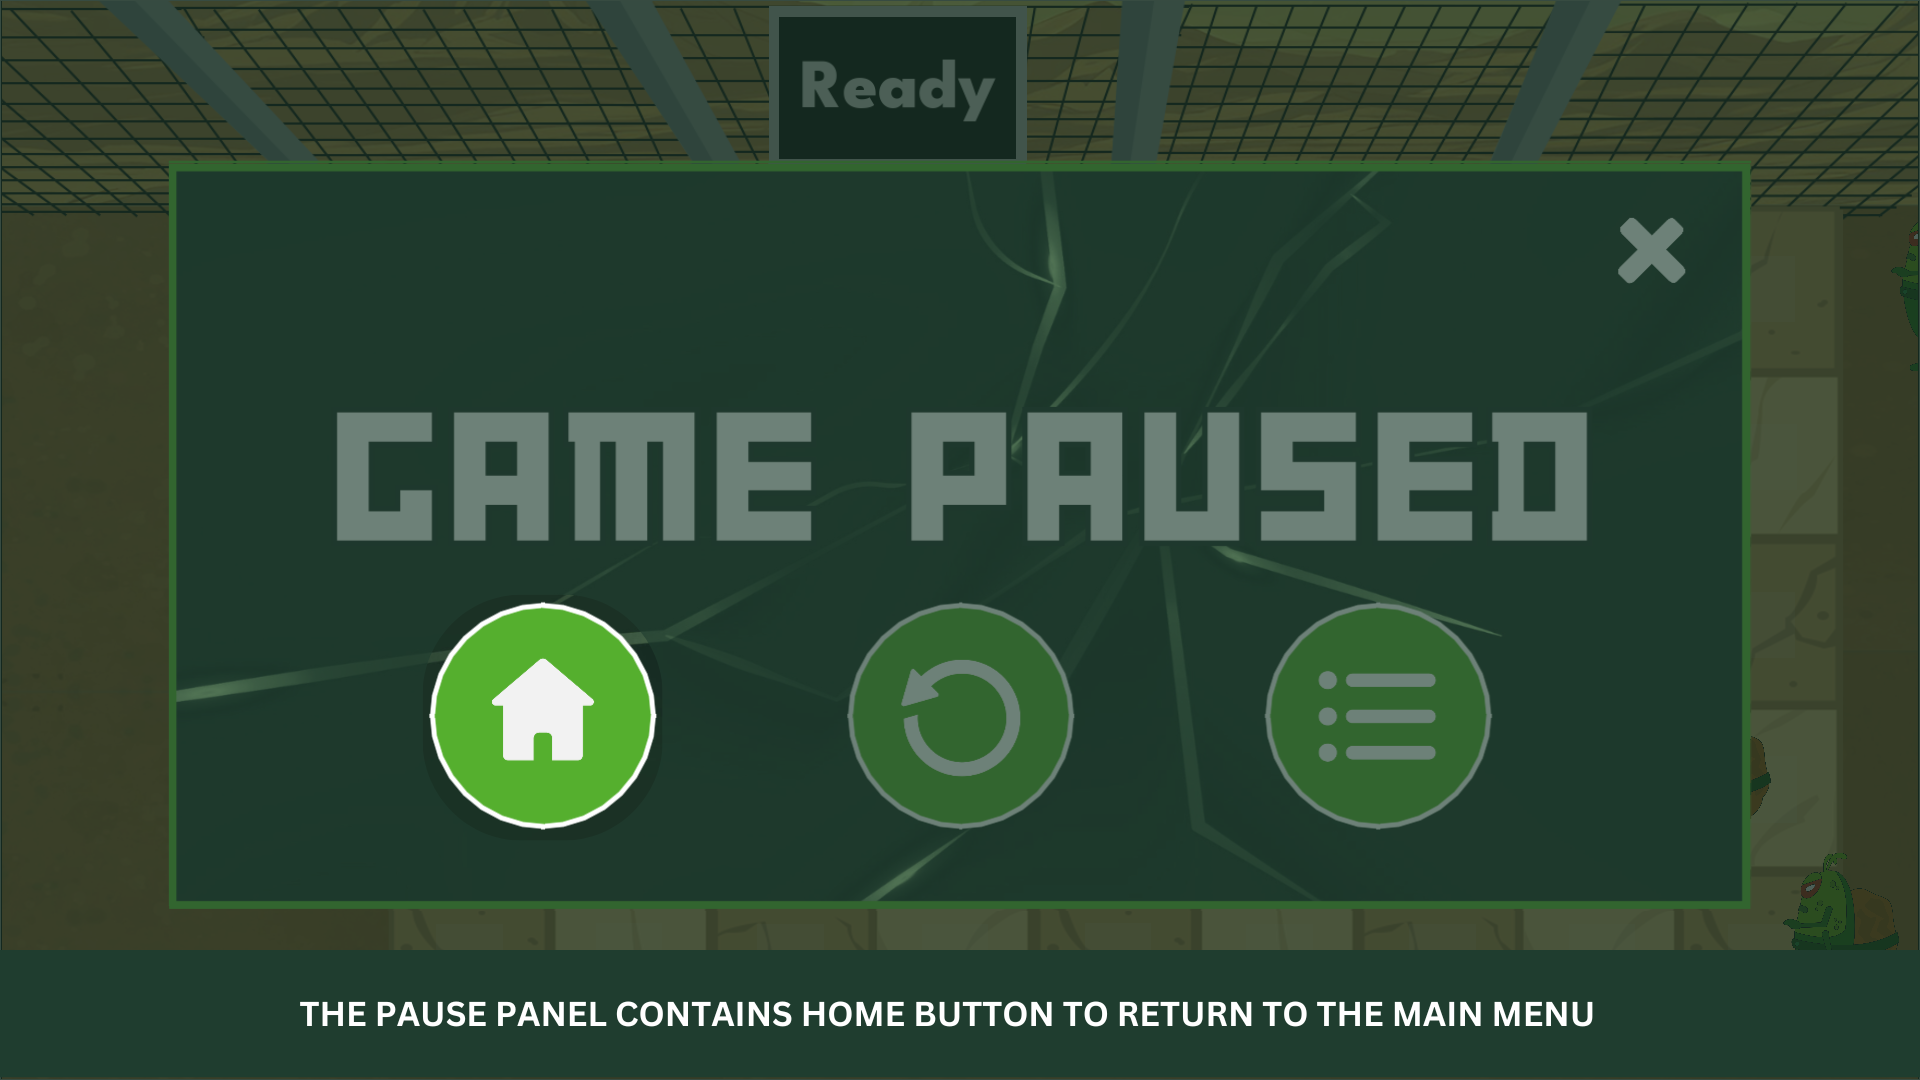 Ready
GAME PAUSED
THE PAUSE PANEL CONTAINS HOME BUTTON TO RETURN TO THE MAIN MENU